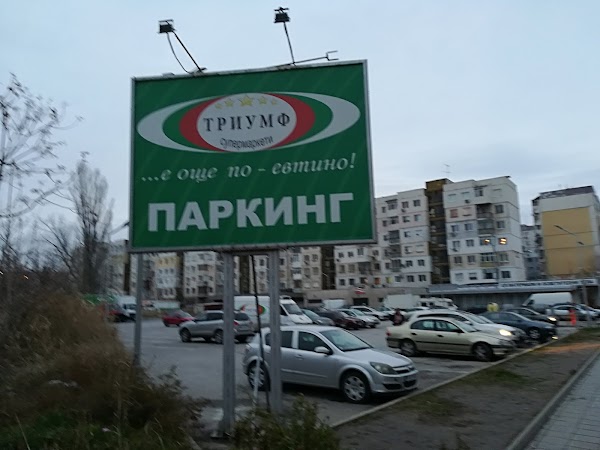 ТРИУМФ
супермаркети
...е още по - евтино!
ПАРКИНГ